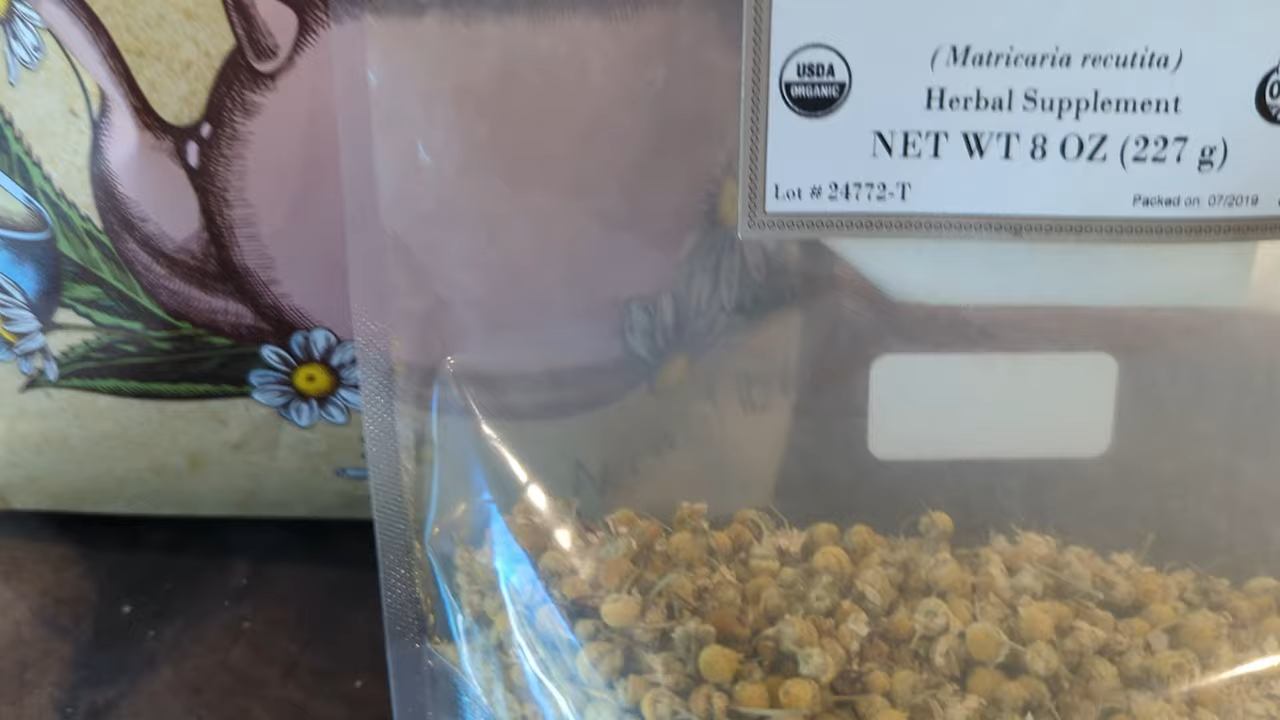 (Matricaria recutita)
USDA
ORGANIC
Herbal Supplement
NET WT 8 OZ (227 g)
Lot # 24772-T
Packed on 07/2019